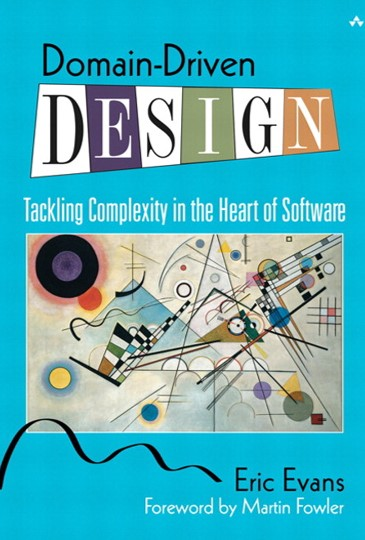 Domain-Driven
DESIGN
Tackling Complexity in the Heart of Software
Eric Evans
Foreword by Martin Fowler